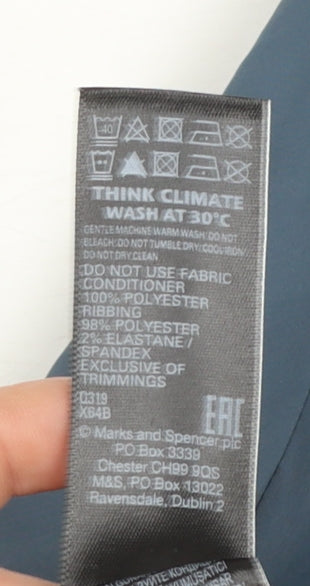 40
THINK CLIMATE
WASH AT 30°C
GENTLE MACHINE WARM WASH: DO NOT
BLEACH: DO NOT TUMBLE DRY: COOL IRON:
DO NOT DRY CLEAN
DO NOT USE FABRIC
CONDITIONER
100% POLYESTER
RIBBING
98% POLYESTER
2% ELASTANE /
SPANDEX
EXCLUSIVE OF
TRIMMINGS
Q319
X64B
EAC
© Marks and Spencer plc
PO Box 3339
Chester CH99 9QS
M&S, PO Box 13022
Ravensdale, Dublin 2